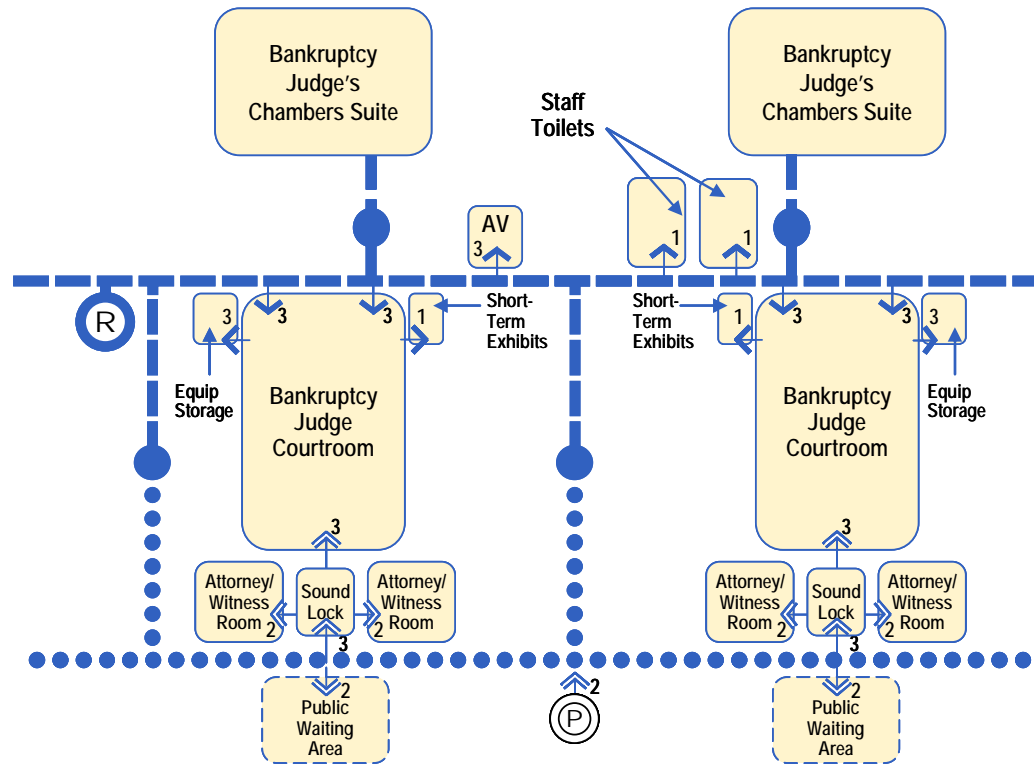 Bankruptcy
Judge's
Chambers Suite
Bankruptcy
Judge's
Chambers Suite
Staff
Toilets
AV
3
1
1
R
3
3
3
1
Short-
Term
Exhibits
Short-
Term
Exhibits
1
3
3
3
Equip
Storage
Equip
Storage
Bankruptcy
Judge
Courtroom
Bankruptcy
Judge
Courtroom
3
3
Attorney/
Witness
Room
2
Sound
Lock
3
Attorney/
Witness
Room
2
Attorney/
Witness
Room
2
Sound
Lock
3
Attorney/
Witness
Room
2
2
Public
Waiting
Area
2
P
2
Public
Waiting
Area